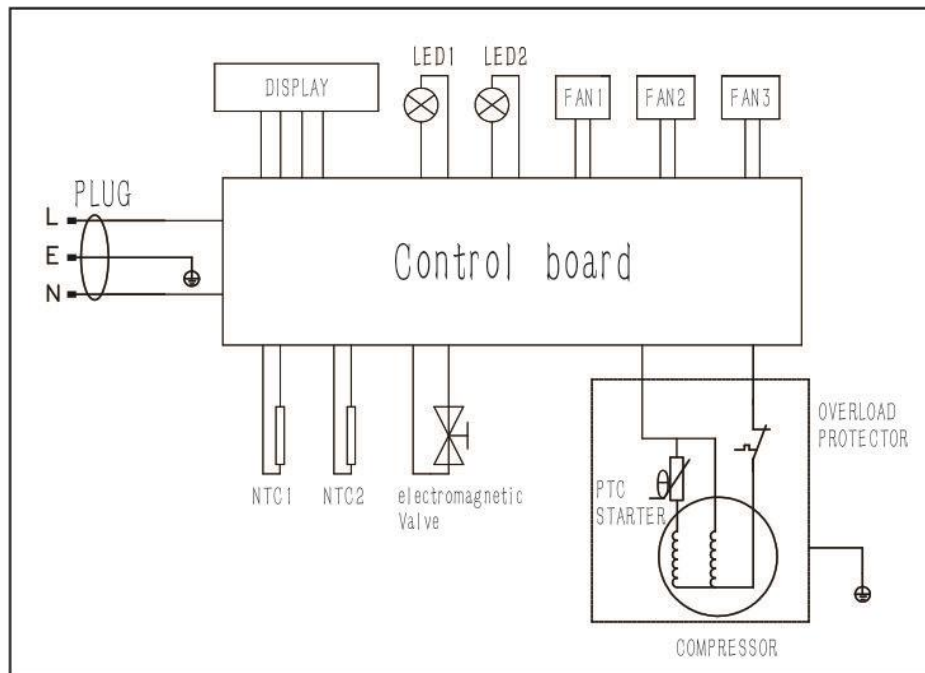 LED1
LED2
DISPLAY
FAN1
FAN2
FAN3
PLUG
L
E
N
Control board
OVERLOAD
PROTECTOR
NTC1
NTC2
electromagnetic
Valve
PTC
STARTER
COMPRESSOR